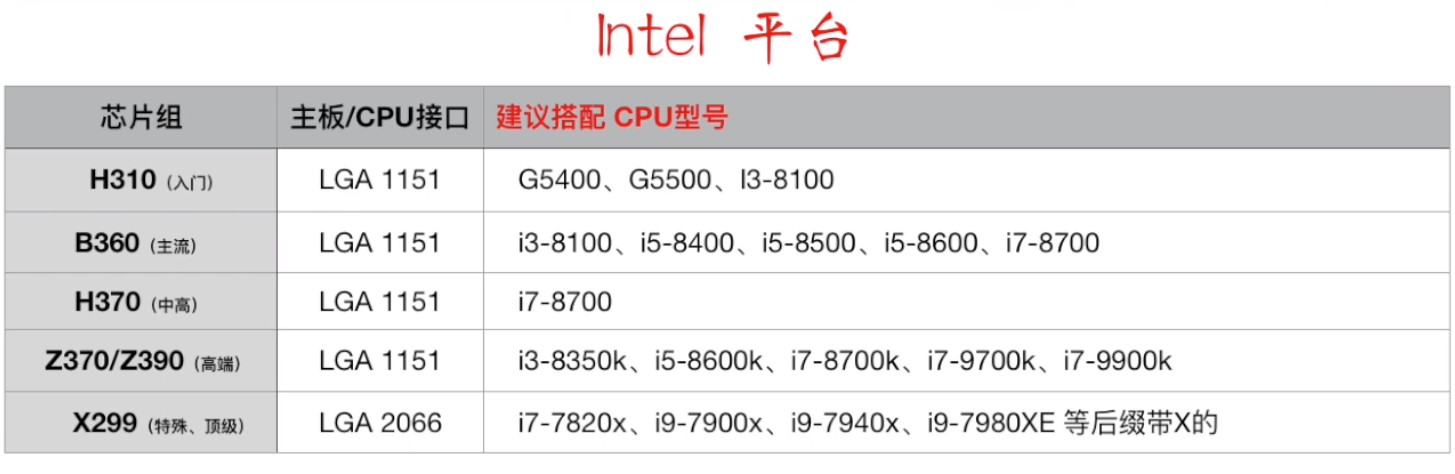 Intel 平台
芯片组 主板/CPU接口 建议搭配 CPU型号
H310（入门） LGA 1151 G5400、G5500、I3-8100
B360（主流） LGA 1151 i3-8100、i5-8400、i5-8500、i5-8600、i7-8700
H370（中高） LGA 1151 i7-8700
Z370/Z390（高端） LGA 1151 i3-8350k、i5-8600k、i7-8700k、i7-9700k、i7-9900k
X299（特殊、顶级） LGA 2066 i7-7820x、i9-7900x、i9-7940x、i9-7980XE 等后缀带X的